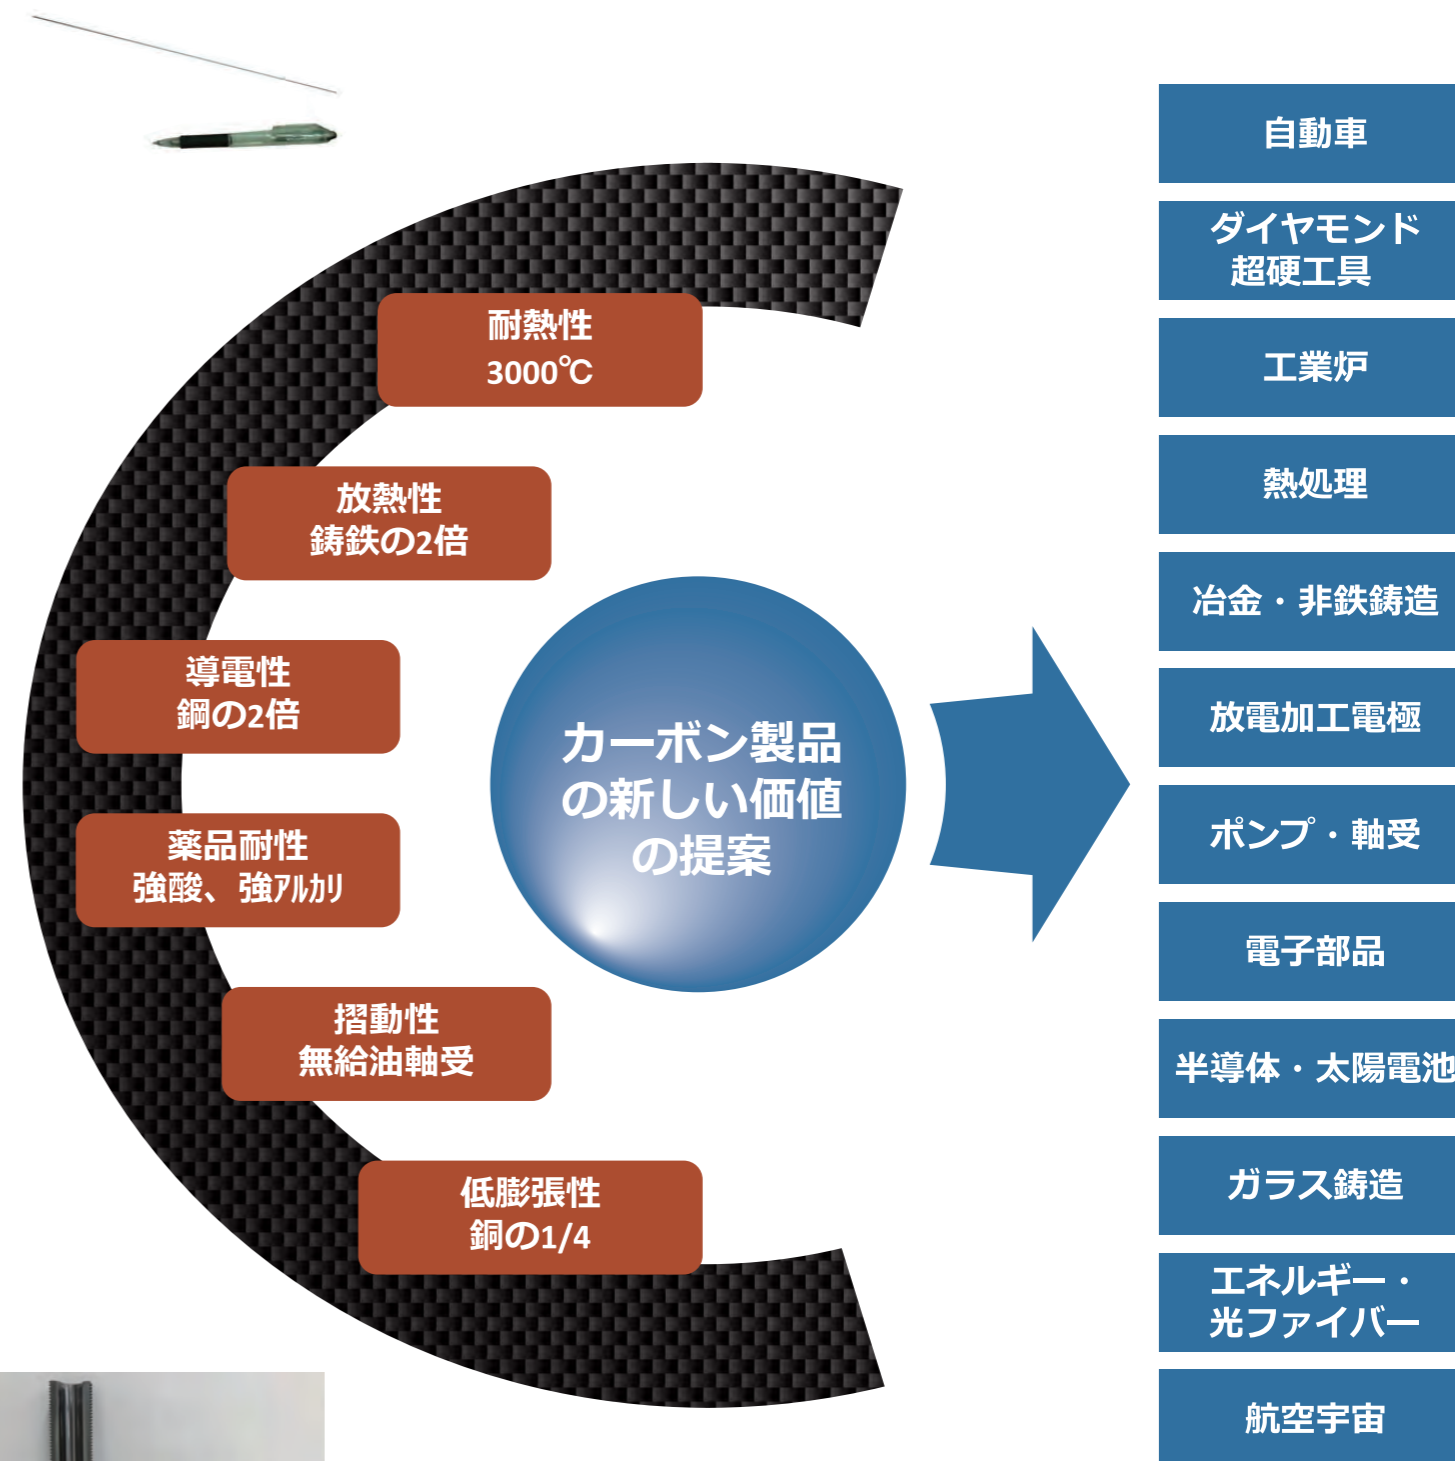 耐熱性
3000℃
放熱性
鋳鉄の2倍
導電性
鋼の2倍
薬品耐性
強酸、強ｱﾙｶﾘ
摺動性
無給油軸受
低膨張性
銅の1/4
カーボン製品
の新しい価値
の提案
自動車
ダイヤモンド
超硬工具
工業炉
熱処理
冶金・非鉄鋳造
放電加工電極
ポンプ・軸受
電子部品
半導体・太陽電池
ガラス鋳造
エネルギー・
光ファイバー
航空宇宙